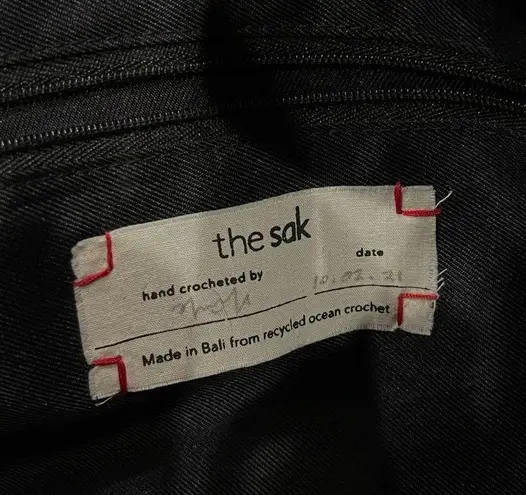 the sak
hand crocheted by
date
10.02.21
Made in Bali from recycled ocean crochet